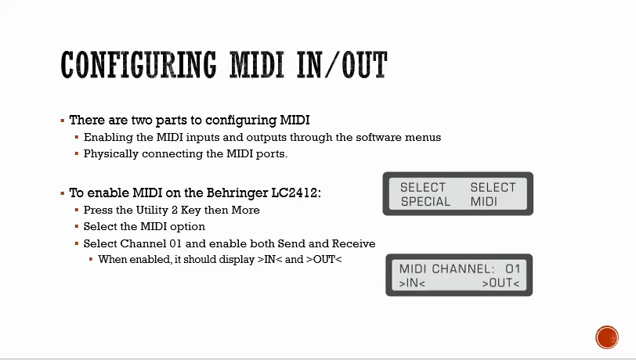 CONFIGURING MIDI IN/OUT
There are two parts to configuring MIDI
Enabling the MIDI inputs and outputs through the software menus
Physically connecting the MIDI ports.
To enable MIDI on the Behringer LC2412:
Press the Utility 2 Key then More
Select the MIDI option
Select Channel 01 and enable both Send and Receive
When enabled, it should display >IN< and >OUT<
SELECT SELECT
SPECIAL MIDI
MIDI CHANNEL: 01
>IN< >OUT<